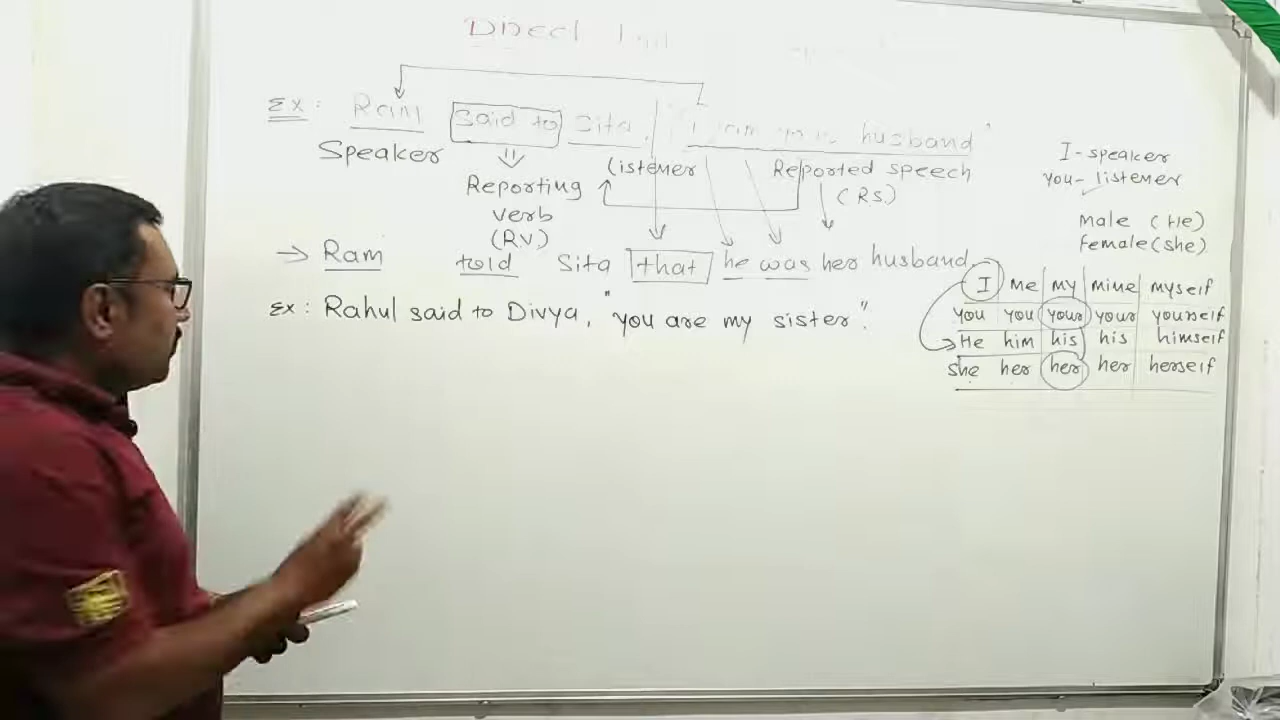 Direct
Ex: Ram said to Sita, "I am your husband"
Speaker
Listener
Reported speech
(RS.)
Reporting
verb
(RV)
→ Ram told Sita that he was her husband
Ex: Rahul said to Divya, "you are my sister".
I - speaker
you - listener
Male (He)
Female (she)
I me my mine myself
you you your your yourself
He him his his himself
she her her her herself